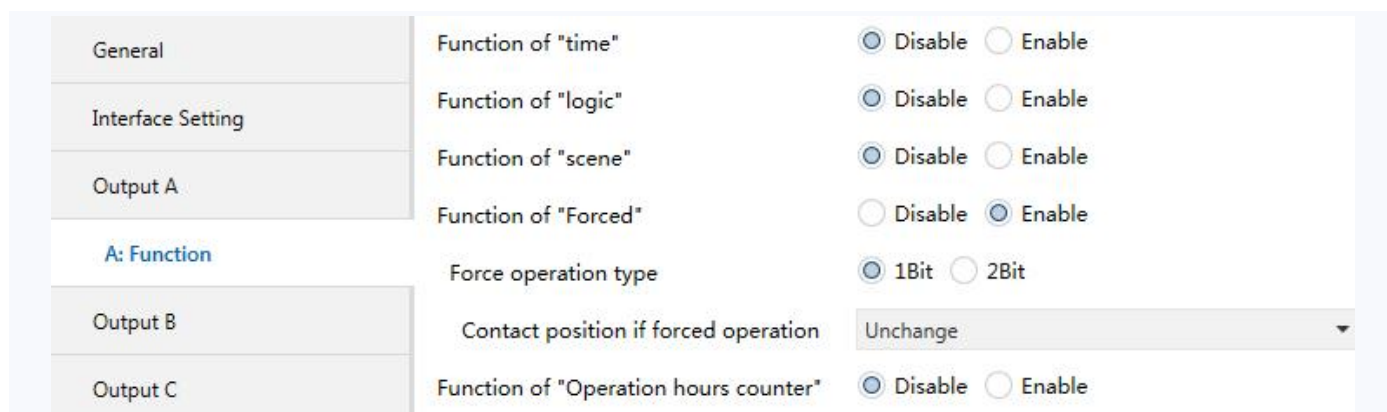 General
Interface Setting
Output A
A: Function
Output B
Output C
Function of "time" Disable Enable
Function of "logic" Disable Enable
Function of "scene" Disable Enable
Function of "Forced" Disable Enable
Force operation type 1Bit 2Bit
Contact position if forced operation Unchange
Function of "Operation hours counter" Disable Enable